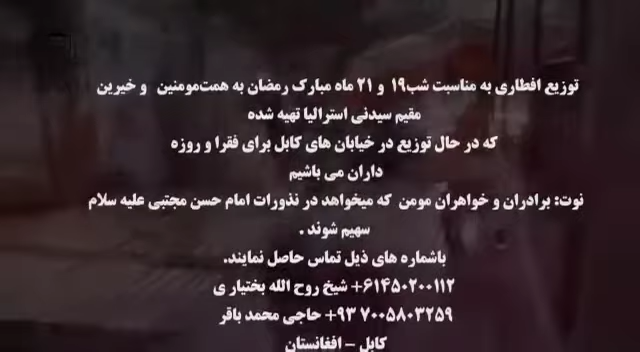 توزیع افطاری به مناسبت شب۱۹ و ۲۱ ماه مبارک رمضان به همت‌مومنین و خیرین
مقیم سیدنی استرالیا تهیه شده
که در حال توزیع در خیابان های کابل برای فقرا و روزه
داران می باشیم
نوت: برادران و خواهران مومن که میخواهد در نذورات امام حسن مجتبی علیه سلام
سهیم شوند .
باشماره های ذیل تماس حاصل نمایند.
۶۱۴۵۰۲۰۰۱۱۲+ شیخ روح الله بختیار ی
۹۳۷۰۰۵۸۰۳۲۵۹+ حاجی محمد باقر
کابل – افغانستان